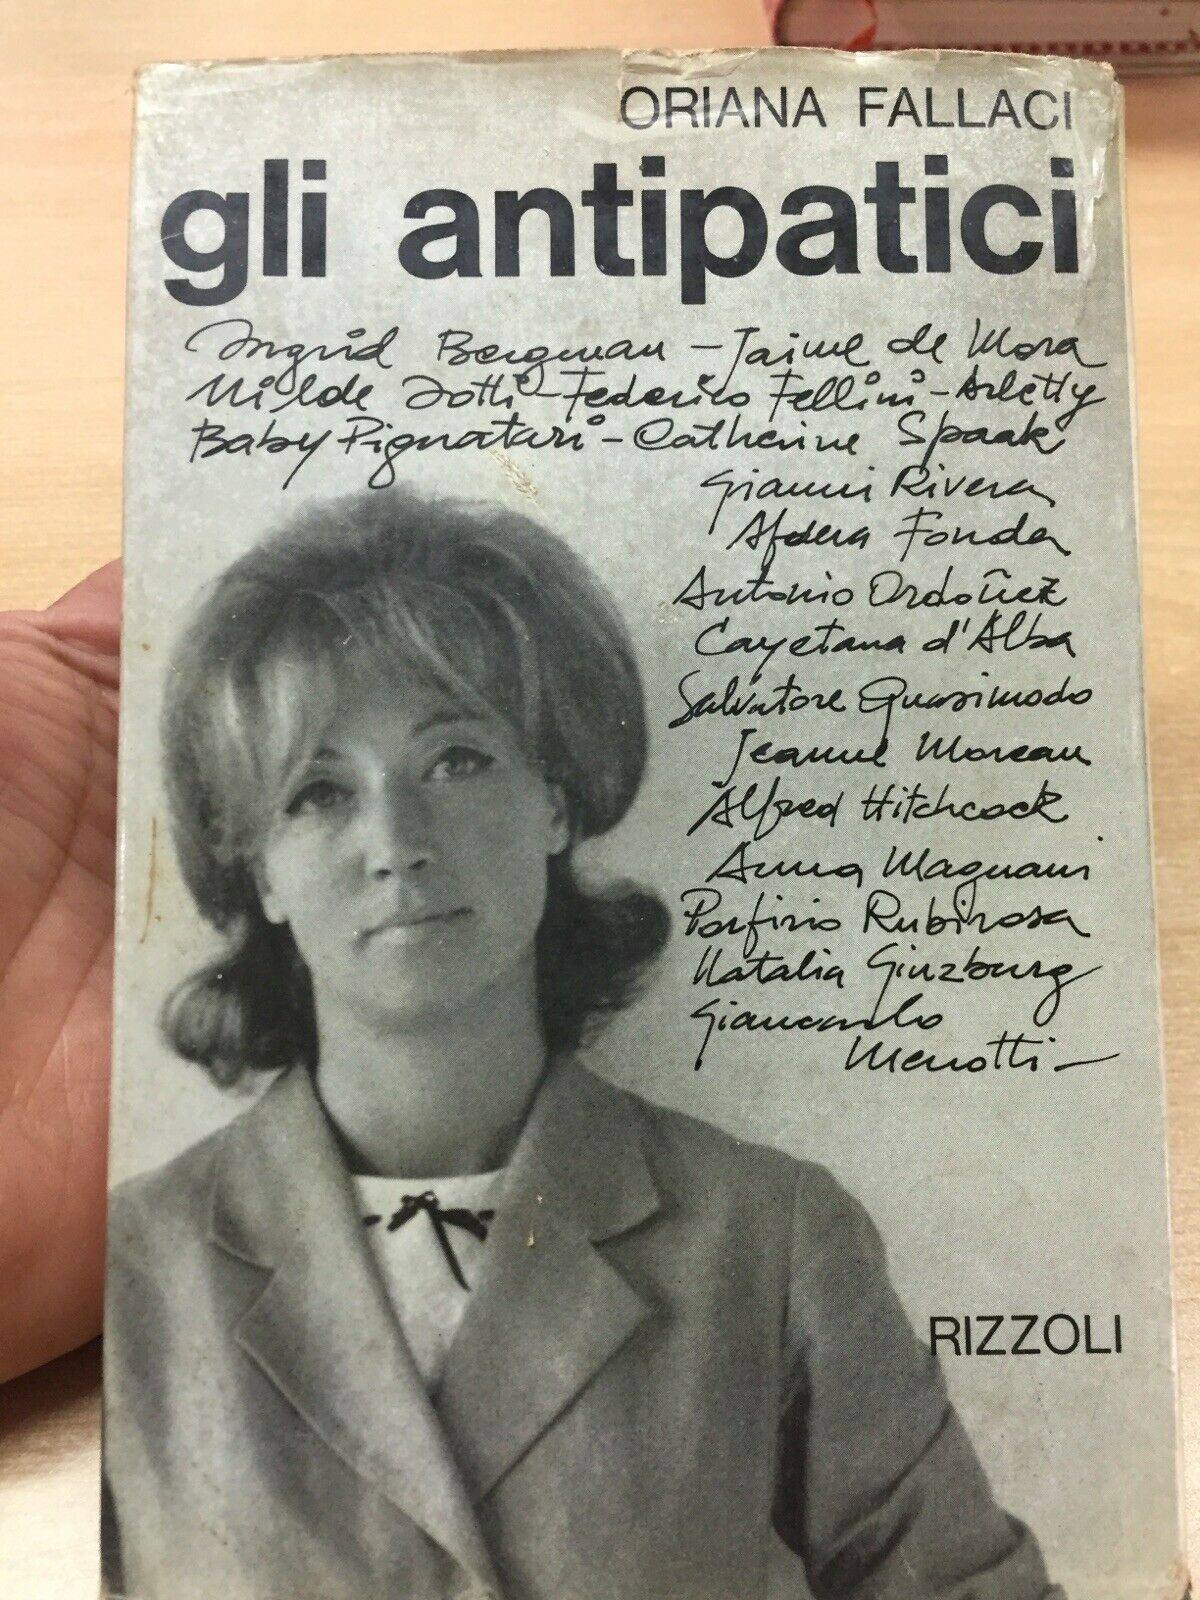 ORIANA FALLACI
gli antipatici
Ingrid Bergman - Jaime de Mora
Nilde Jotti - Federico Fellini - Arletty
Baby Pignatari - Catherine Spaak
Gianni Rivera
Afdera Fonda
Antonio Ordoñez
Cayetana d'Alba
Salvatore Quasimodo
Jeanne Moreau
Alfred Hitchcock
Anna Magnani
Porfirio Rubirosa
Natalia Ginzburg
Giancarlo
Menotti -
RIZZOLI